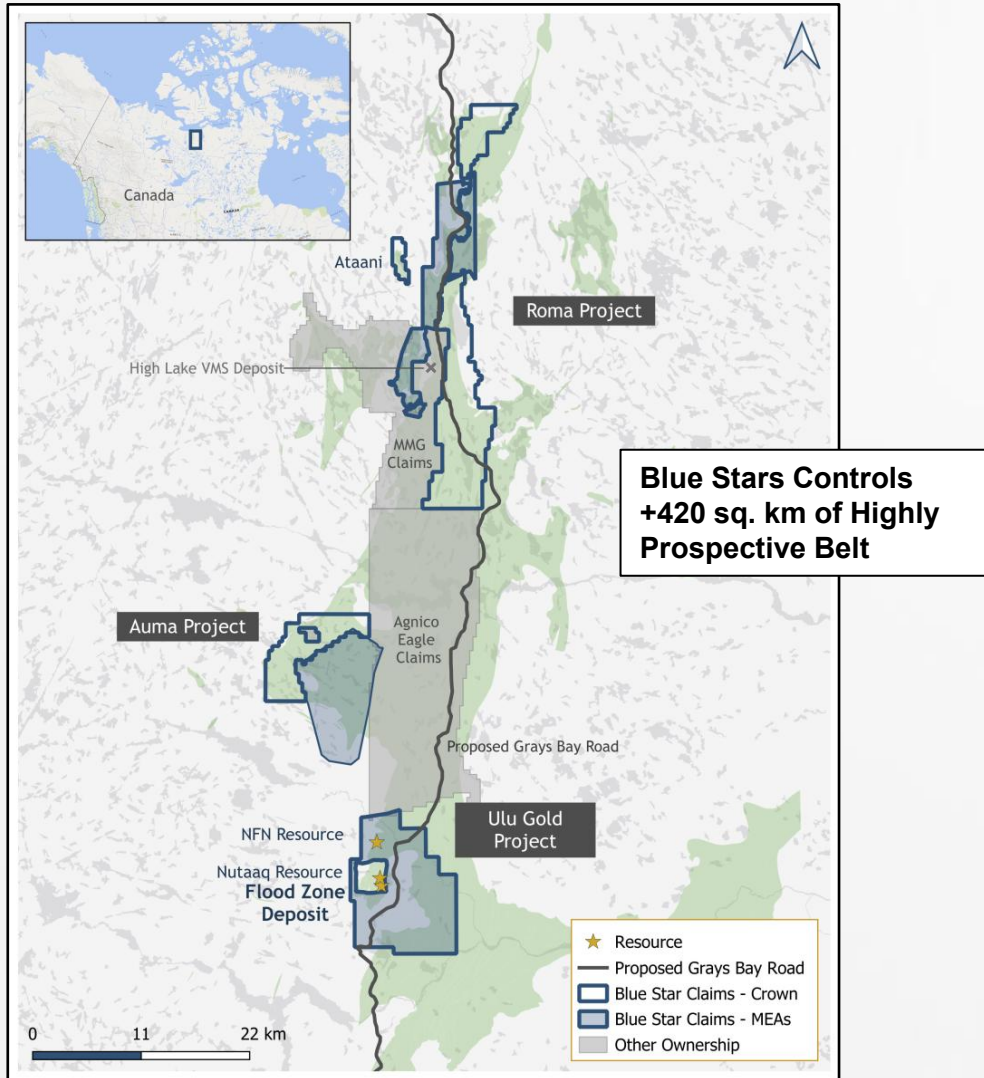 Canada
Ataani
Roma Project
High Lake VMS Deposit
MMG
Claims
Blue Stars Controls
+420 sq. km of Highly
Prospective Belt
Auma Project
Agnico
Eagle
Claims
Proposed Grays Bay Road
NFN Resource
Ulu Gold
Project
Nutaaq Resource
Flood Zone
Deposit
Resource
Proposed Grays Bay Road
Blue Star Claims - Crown
Blue Star Claims - MEAs
Other Ownership
0 11 22 km